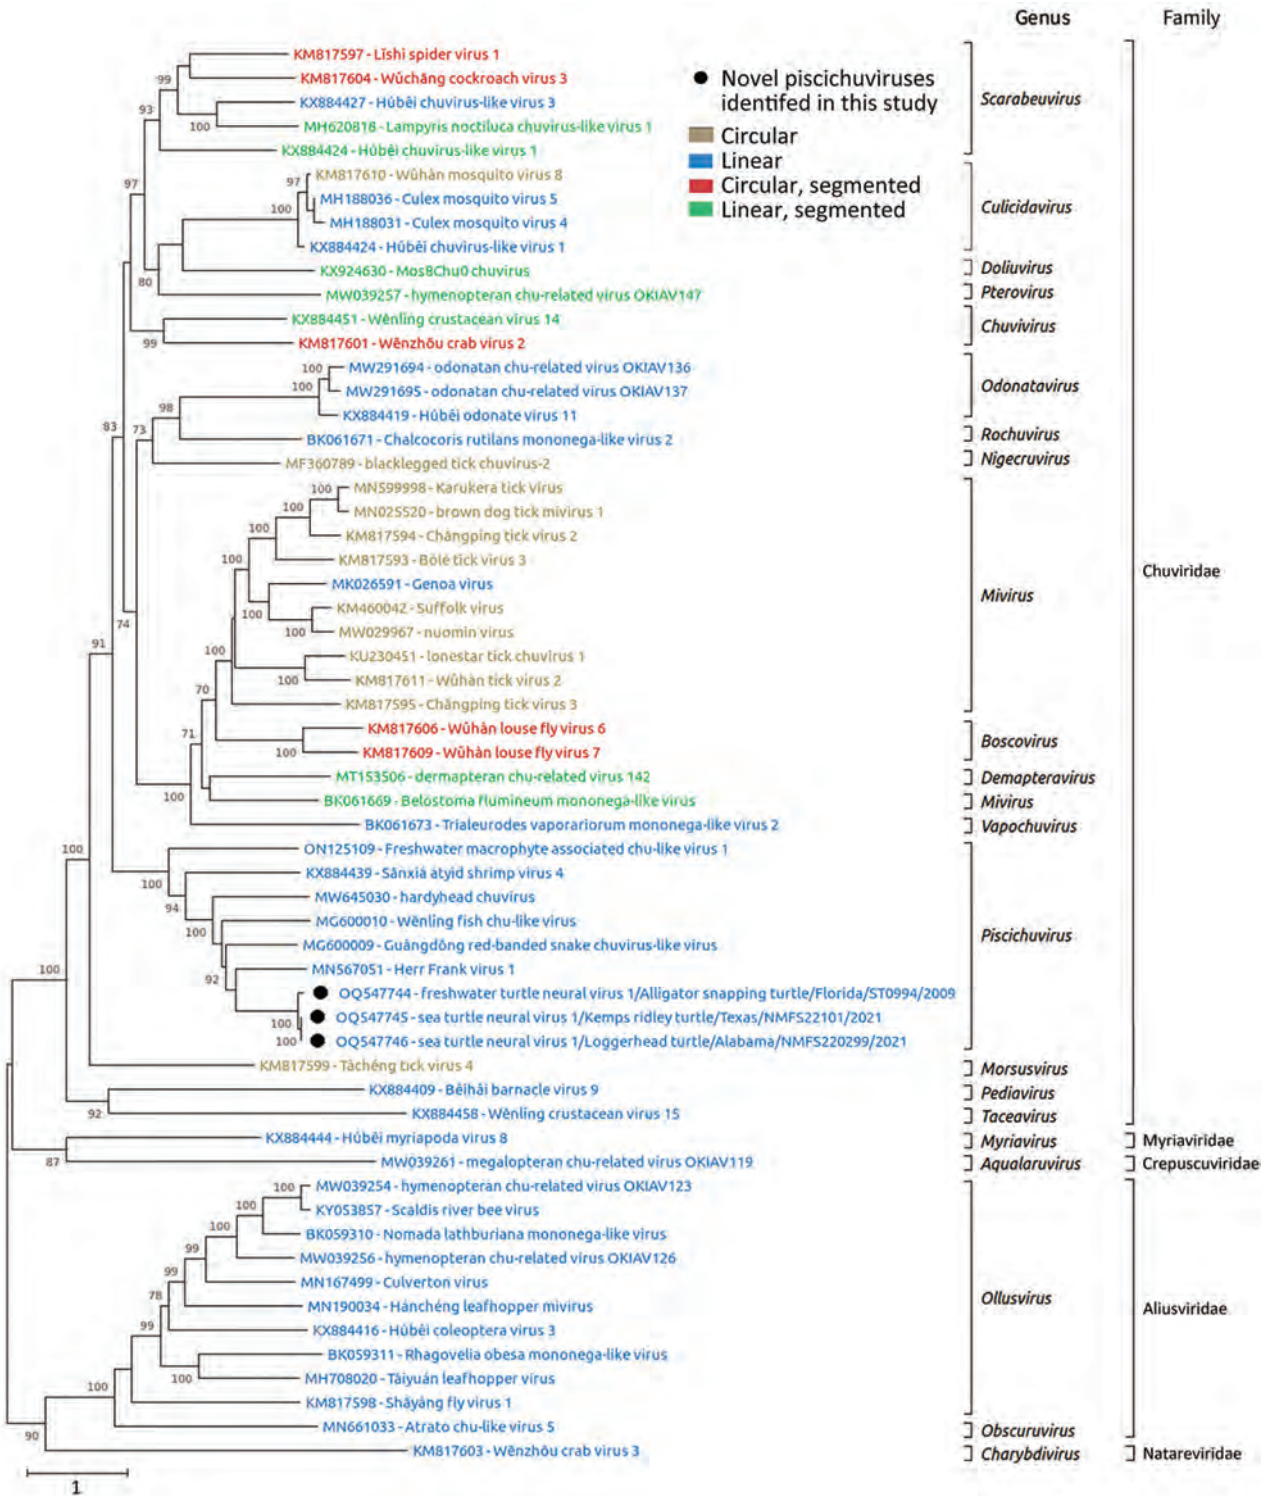 Genus Family
KM817597 - Lǐshí spider virus 1
KM817604 - Wǔchāng cockroach virus 3
KX884427 - Húběi chuvirus-like virus 3
MH620818 - Lampyris noctiluca chuvirus-like virus 1
KX884424 - Húběi chuvirus-like virus 1
KM817610 - Wǔhàn mosquito virus 8
MH188036 - Culex mosquito virus 5
MH188031 - Culex mosquito virus 4
KX884424 - Húběi chuvirus-like virus 1
KX924630 - Mos8Chu0 chuvirus
MW039257 - hymenopteran chu-related virus OKIAV147
KX884451 - Wēnlǐng crustacean virus 14
KM817601 - Wēnzhōu crab virus 2
MW291694 - odonatan chu-related virus OKIAV136
MW291695 - odonatan chu-related virus OKIAV137
KX884419 - Húběi odonate virus 11
BK061671 - Chalcocoris rutilans mononega-like virus 2
MF360789 - blacklegged tick chuvirus-2
MN599998 - Karukera tick virus
MN025520 - brown dog tick mivirus 1
KM817594 - Chāngpíng tick virus 2
KM817593 - Bólè tick virus 3
MK026591 - Genoa virus
KM460042 - Suffolk virus
MW029967 - nuomin virus
KU230451 - lonestar tick chuvirus 1
KM817611 - Wǔhàn tick virus 2
KM817595 - Chāngpíng tick virus 3
KM817606 - Wǔhàn louse fly virus 6
KM817609 - Wǔhàn louse fly virus 7
MT153506 - dermapteran chu-related virus 142
BK061669 - Belostoma flumineum mononega-like virus
BK061673 - Trialeurodes vaporariorum mononega-like virus 2
ON125109 - Freshwater macrophyte associated chu-like virus 1
KX884439 - Sānxiá atyid shrimp virus 4
MW645030 - hardyhead chuvirus
MG600010 - Wēnlǐng fish chu-like virus
MG600009 - Guǎngdōng red-banded snake chuvirus-like virus
MN567051 - Herr Frank virus 1
OQ547744 - freshwater turtle neural virus 1/Alligator snapping turtle/Florida/ST0994/2009
OQ547745 - sea turtle neural virus 1/Kemps ridley turtle/Texas/NMFS22101/2021
OQ547746 - sea turtle neural virus 1/Loggerhead turtle/Alabama/NMFS220299/2021
KM817599 - Tǎchéng tick virus 4
KX884409 - Běihǎi barnacle virus 9
KX884458 - Wēnlǐng crustacean virus 15
KX884444 - Húběi myriapoda virus 8
MW039261 - megalopteran chu-related virus OKIAV119
MW039254 - hymenopteran chu-related virus OKIAV123
KY053857 - Scaldis river bee virus
BK059310 - Nomada lathburiana mononega-like virus
MW039256 - hymenopteran chu-related virus OKIAV126
MN167499 - Culverton virus
MN190034 - Hánchéng leafhopper mivirus
KX884416 - Húběi coleoptera virus 3
BK059311 - Rhagovelia obesa mononega-like virus
MH708020 - Tàiyuán leafhopper virus
KM817598 - Shāyáng fly virus 1
MN661033 - Atrato chu-like virus 5
KM817603 - Wēnzhōu crab virus 3
Novel piscichuviruses
identifed in this study
Circular
Linear
Circular, segmented
Linear, segmented
Scarabeuvirus
Culicidavirus
Doliuvirus
Pterovirus
Chuvivirus
Odonatavirus
Rochuvirus
Nigecruvirus
Mivirus
Boscovirus
Demapteravirus
Mivirus
Vapochuvirus
Piscichuvirus
Morsusvirus
Pediavirus
Taceavirus
Myriavirus
Aqualaruvirus
Ollusvirus
Obscuruvirus
Charybdivirus
Chuviridae
Myriaviridae
Crepuscuviridae
Aliusviridae
Natareviridae
99
93
100
97
97
100
80
99
100
100
98
83
73
100
100
100
100
100
100
74
91
100
100
70
71
100
100
100
100
94
100
100
92
100
100
92
87
100
100
100
99
99
78
99
100
100
90
1